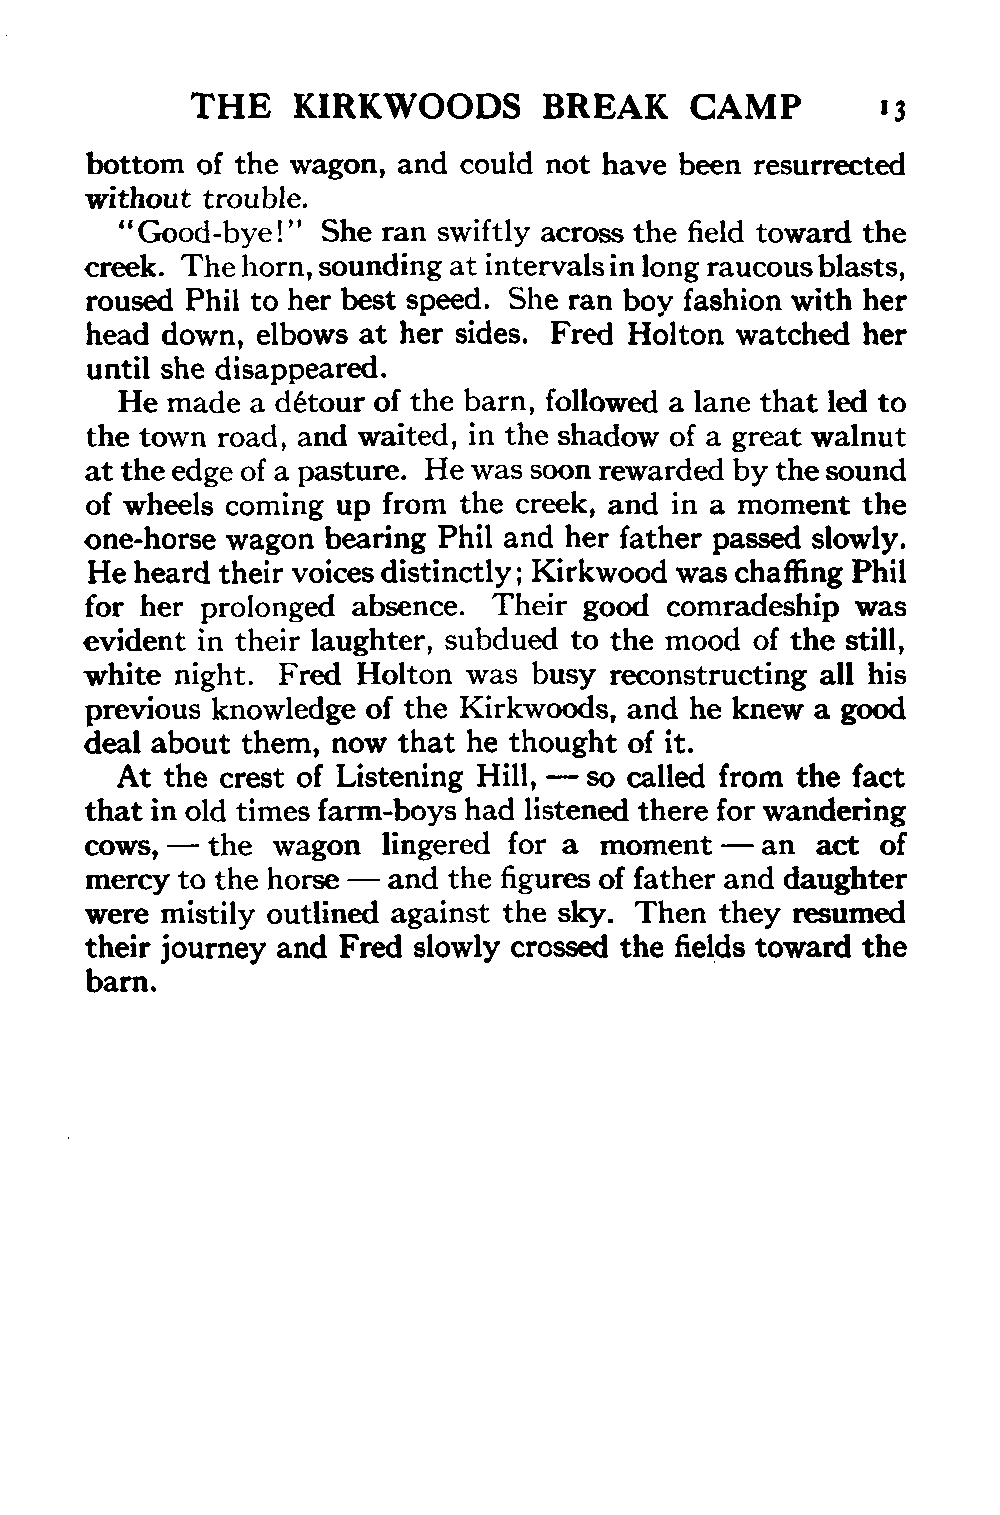 THE KIRKWOODS BREAK CAMP 13
bottom of the wagon, and could not have been resurrected
without trouble.
"Good-bye!" She ran swiftly across the field toward the
creek. The horn, sounding at intervals in long raucous blasts,
roused Phil to her best speed. She ran boy fashion with her
head down, elbows at her sides. Fred Holton watched her
until she disappeared.
He made a détour of the barn, followed a lane that led to
the town road, and waited, in the shadow of a great walnut
at the edge of a pasture. He was soon rewarded by the sound
of wheels coming up from the creek, and in a moment the
one-horse wagon bearing Phil and her father passed slowly.
He heard their voices distinctly; Kirkwood was chaffing Phil
for her prolonged absence. Their good comradeship was
evident in their laughter, subdued to the mood of the still,
white night. Fred Holton was busy reconstructing all his
previous knowledge of the Kirkwoods, and he knew a good
deal about them, now that he thought of it.
At the crest of Listening Hill, — so called from the fact
that in old times farm-boys had listened there for wandering
cows, — the wagon lingered for a moment — an act of
mercy to the horse — and the figures of father and daughter
were mistily outlined against the sky. Then they resumed
their journey and Fred slowly crossed the fields toward the
barn.